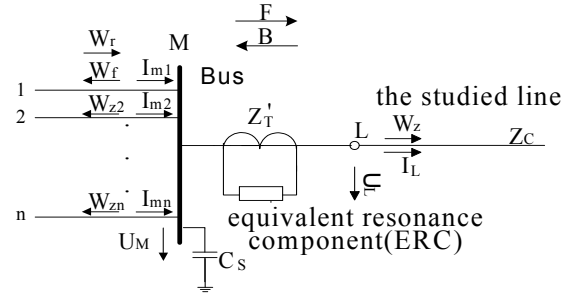 F
B
Wr
M
Bus
Wf
Im1
1
Wz2
Im2
2
ZT'
the studied line
L
Wz
ZC
IL
UL
Wzn
Imn
n
equivalent resonance
component(ERC)
UM
CS